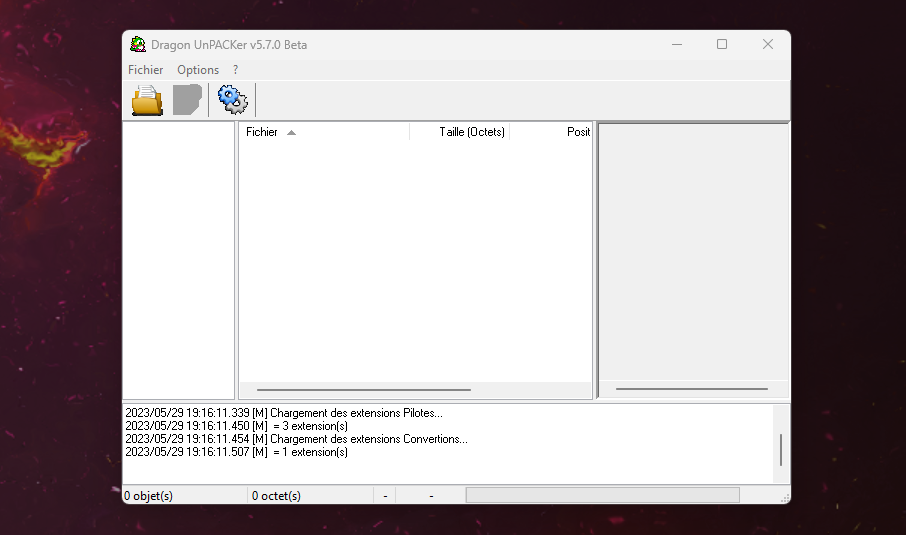 Dragon UnPACKer v5.7.0 Beta
Fichier Options ?
Fichier Taille (Octets) Posit
2023/05/29 19:16:11.339 [M] Chargement des extensions Pilotes...
2023/05/29 19:16:11.450 [M] = 3 extension(s)
2023/05/29 19:16:11.454 [M] Chargement des extensions Convertions...
2023/05/29 19:16:11.507 [M] = 1 extension(s)
0 objet(s) 0 octet(s) - -